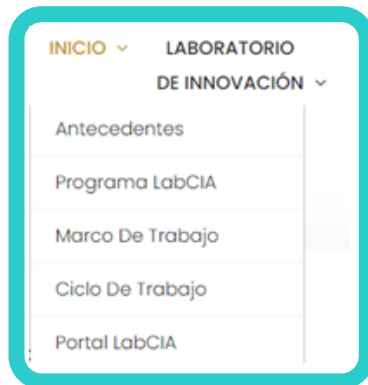 INICIO
LABORATORIO
DE INNOVACIÓN
Antecedentes
Programa LabCIA
Marco De Trabajo
Ciclo De Trabajo
Portal LabCIA